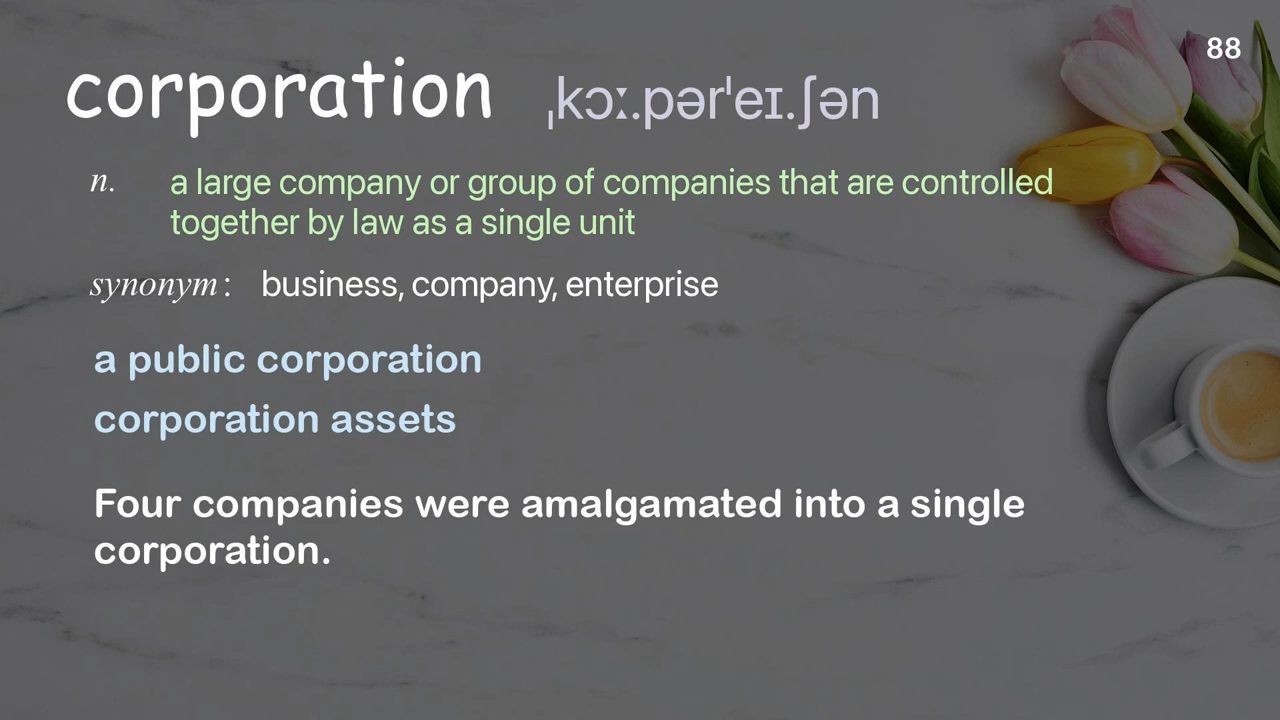 88
corporation ˌkɔː.pərˈeɪ.ʃən
n. a large company or group of companies that are controlled
together by law as a single unit
synonym: business, company, enterprise
a public corporation
corporation assets
Four companies were amalgamated into a single
corporation.